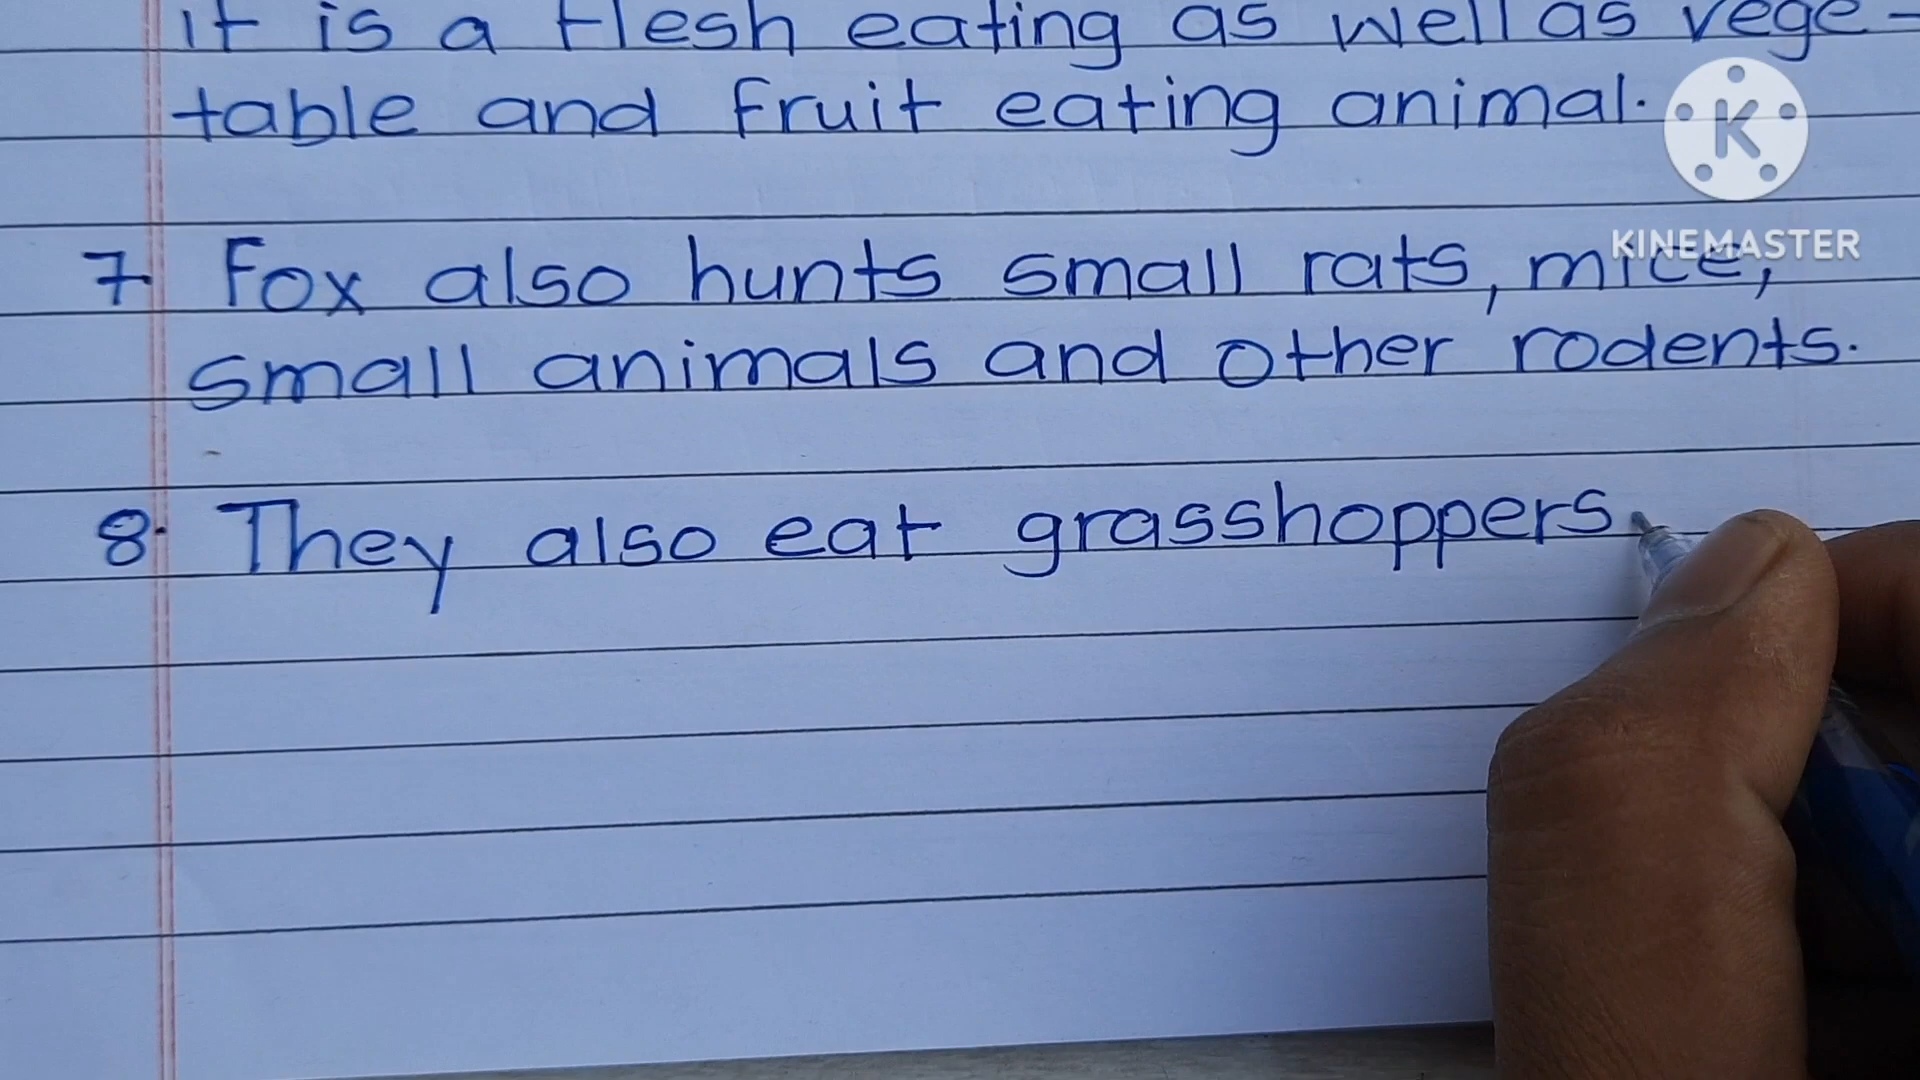 it is a flesh eating as well as vege-
table and fruit eating animal.
7. Fox also hunts small rats, mice,
small animals and other rodents.
8. They also eat grasshoppers
K
KINEMASTER